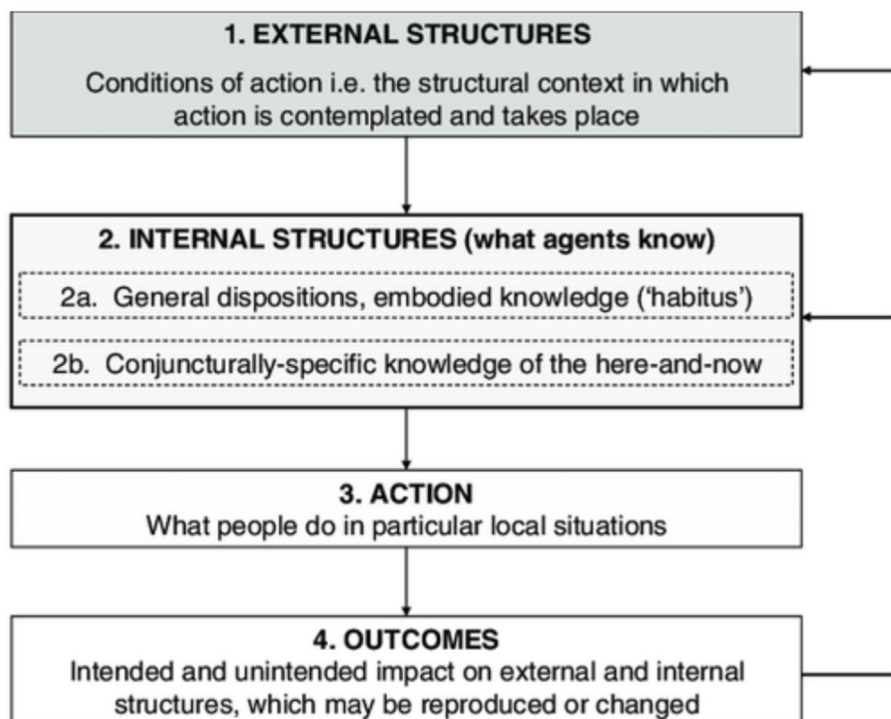 1. EXTERNAL STRUCTURES
Conditions of action i.e. the structural context in which
action is contemplated and takes place
2. INTERNAL STRUCTURES (what agents know)
2a. General dispositions, embodied knowledge (‘habitus’)
2b. Conjuncturally-specific knowledge of the here-and-now
3. ACTION
What people do in particular local situations
4. OUTCOMES
Intended and unintended impact on external and internal
structures, which may be reproduced or changed